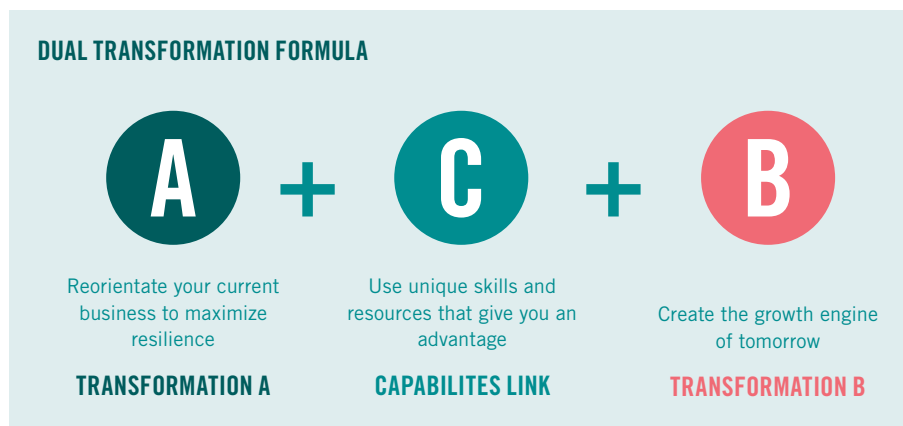 DUAL TRANSFORMATION FORMULA
A + C + B
Reorientate your current
business to maximize
resilience
TRANSFORMATION A
Use unique skills and
resources that give you an
advantage
CAPABILITES LINK
Create the growth engine
of tomorrow
TRANSFORMATION B